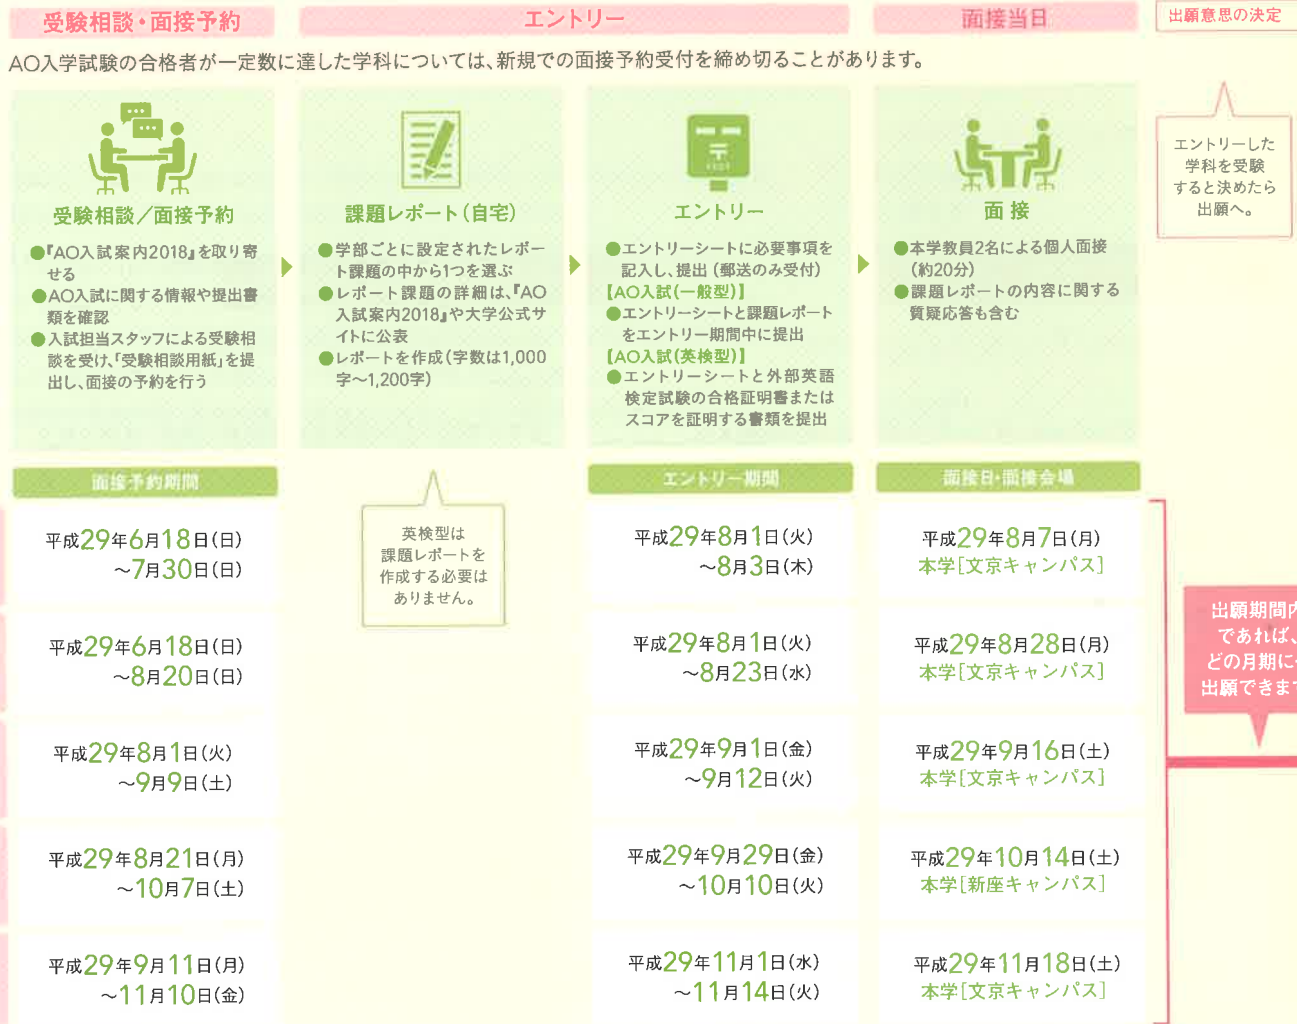 受験相談・面接予約
エントリー
面接当日
出願意思の決定
AO入学試験の合格者が一定数に達した学科については、新規での面接予約受付を締め切ることがあります。
受験相談／面接予約
●『AO入試案内2018』を取り寄
せる
●AO入試に関する情報や提出書
類を確認
●入試担当スタッフによる受験相
談を受け、「受験相談用紙」を提
出し、面接の予約を行う
課題レポート（自宅）
●学部ごとに設定されたレポー
ト課題の中から1つを選ぶ
●レポート課題の詳細は、『AO
入試案内2018』や大学公式サ
イトに公表
●レポートを作成（字数は1,000
字〜1,200字）
エントリー
●エントリーシートに必要事項を
記入し、提出（郵送のみ受付）
【AO入試（一般型）】
●エントリーシートと課題レポート
をエントリー期間中に提出
【AO入試（英検型）】
●エントリーシートと外部英語
検定試験の合格証明書または
スコアを証明する書類を提出
面接
●本学教員2名による個人面接
（約20分）
●課題レポートの内容に関する
質疑応答も含む
エントリーした
学科を受験
すると決めたら
出願へ。
面接予約期間
平成29年6月18日（日）
〜7月30日（日）
平成29年6月18日（日）
〜8月20日（日）
平成29年8月1日（火）
〜9月9日（土）
平成29年8月21日（月）
〜10月7日（土）
平成29年9月11日（月）
〜11月10日（金）
英検型は
課題レポートを
作成する必要は
ありません。
エントリー期間
平成29年8月1日（火）
〜8月3日（木）
平成29年8月1日（火）
〜8月23日（水）
平成29年9月1日（金）
〜9月12日（火）
平成29年9月29日（金）
〜10月10日（火）
平成29年11月1日（水）
〜11月14日（火）
面接日・面接会場
平成29年8月7日（月）
本学［文京キャンパス］
平成29年8月28日（月）
本学［文京キャンパス］
平成29年9月16日（土）
本学［文京キャンパス］
平成29年10月14日（土）
本学［新座キャンパス］
平成29年11月18日（土）
本学［文京キャンパス］
出願期間内
であれば、
どの月期に
出願できま